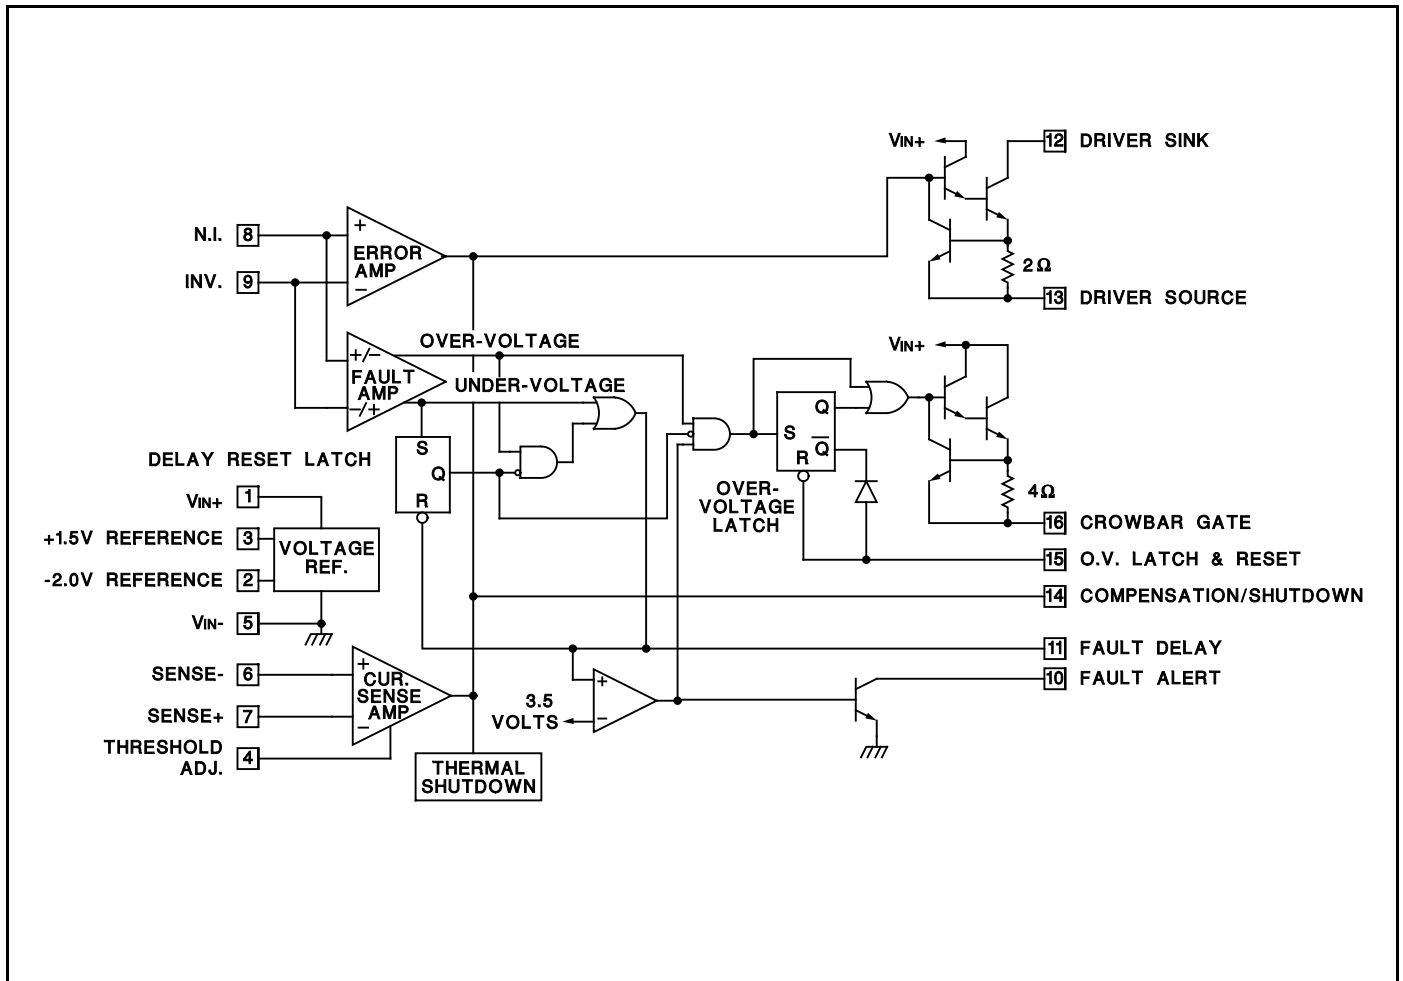 VIN+
12 DRIVER SINK
N.I. 8
+
ERROR
AMP
−
INV. 9
2Ω
13 DRIVER SOURCE
OVER-VOLTAGE
VIN+
+/−
FAULT
AMP
−/+
UNDER-VOLTAGE
S
Q
R
DELAY RESET LATCH
S
Q
Q
R
OVER-
VOLTAGE
LATCH
4Ω
16 CROWBAR GATE
VIN+ 1
+1.5V REFERENCE 3
VOLTAGE
REF.
-2.0V REFERENCE 2
VIN- 5
15 O.V. LATCH & RESET
14 COMPENSATION/SHUTDOWN
11 FAULT DELAY
10 FAULT ALERT
SENSE- 6
+
CUR.
SENSE
AMP
−
SENSE+ 7
THRESHOLD
ADJ. 4
3.5
VOLTS
+
−
THERMAL
SHUTDOWN